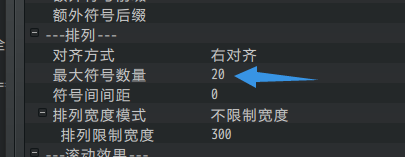 额外符号后缀
---排列---
对齐方式 右对齐
最大符号数量 20
符号间间距 0
排列宽度模式 不限制宽度
排列限制宽度 300
---滚动效果---